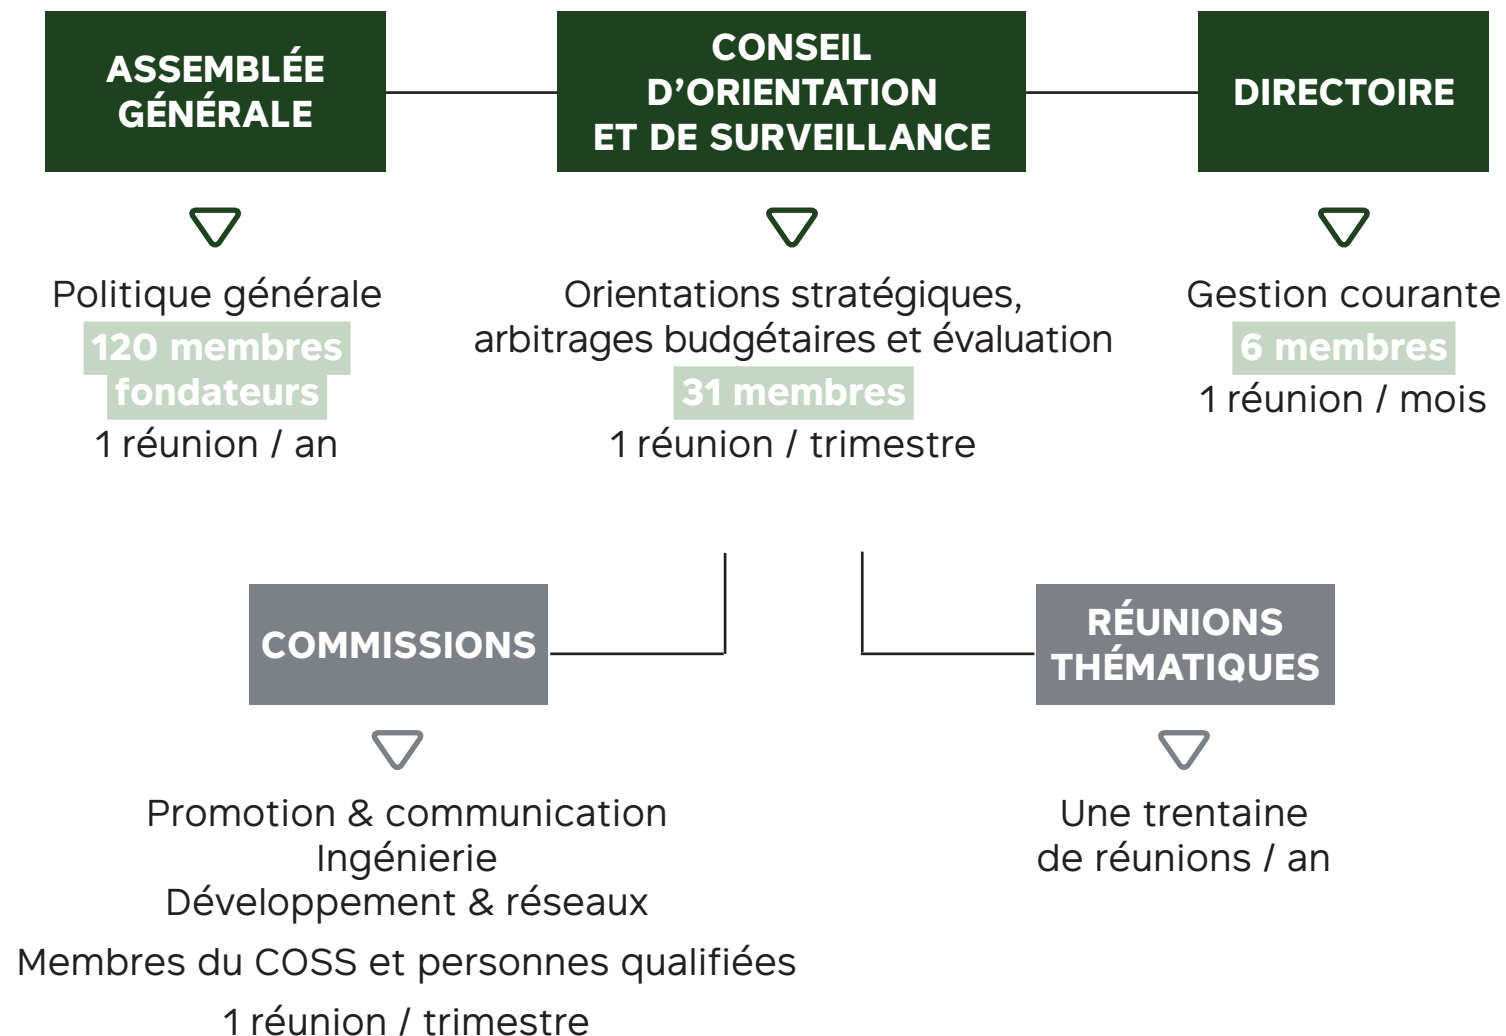 ASSEMBLÉE
GÉNÉRALE
Politique générale
120 membres
fondateurs
1 réunion / an
CONSEIL
D’ORIENTATION
ET DE SURVEILLANCE
Orientations stratégiques,
arbitrages budgétaires et évaluation
31 membres
1 réunion / trimestre
DIRECTOIRE
Gestion courante
6 membres
1 réunion / mois
COMMISSIONS
Promotion & communication
Ingénierie
Développement & réseaux
Membres du COSS et personnes qualifiées
1 réunion / trimestre
RÉUNIONS
THÉMATIQUES
Une trentaine
de réunions / an